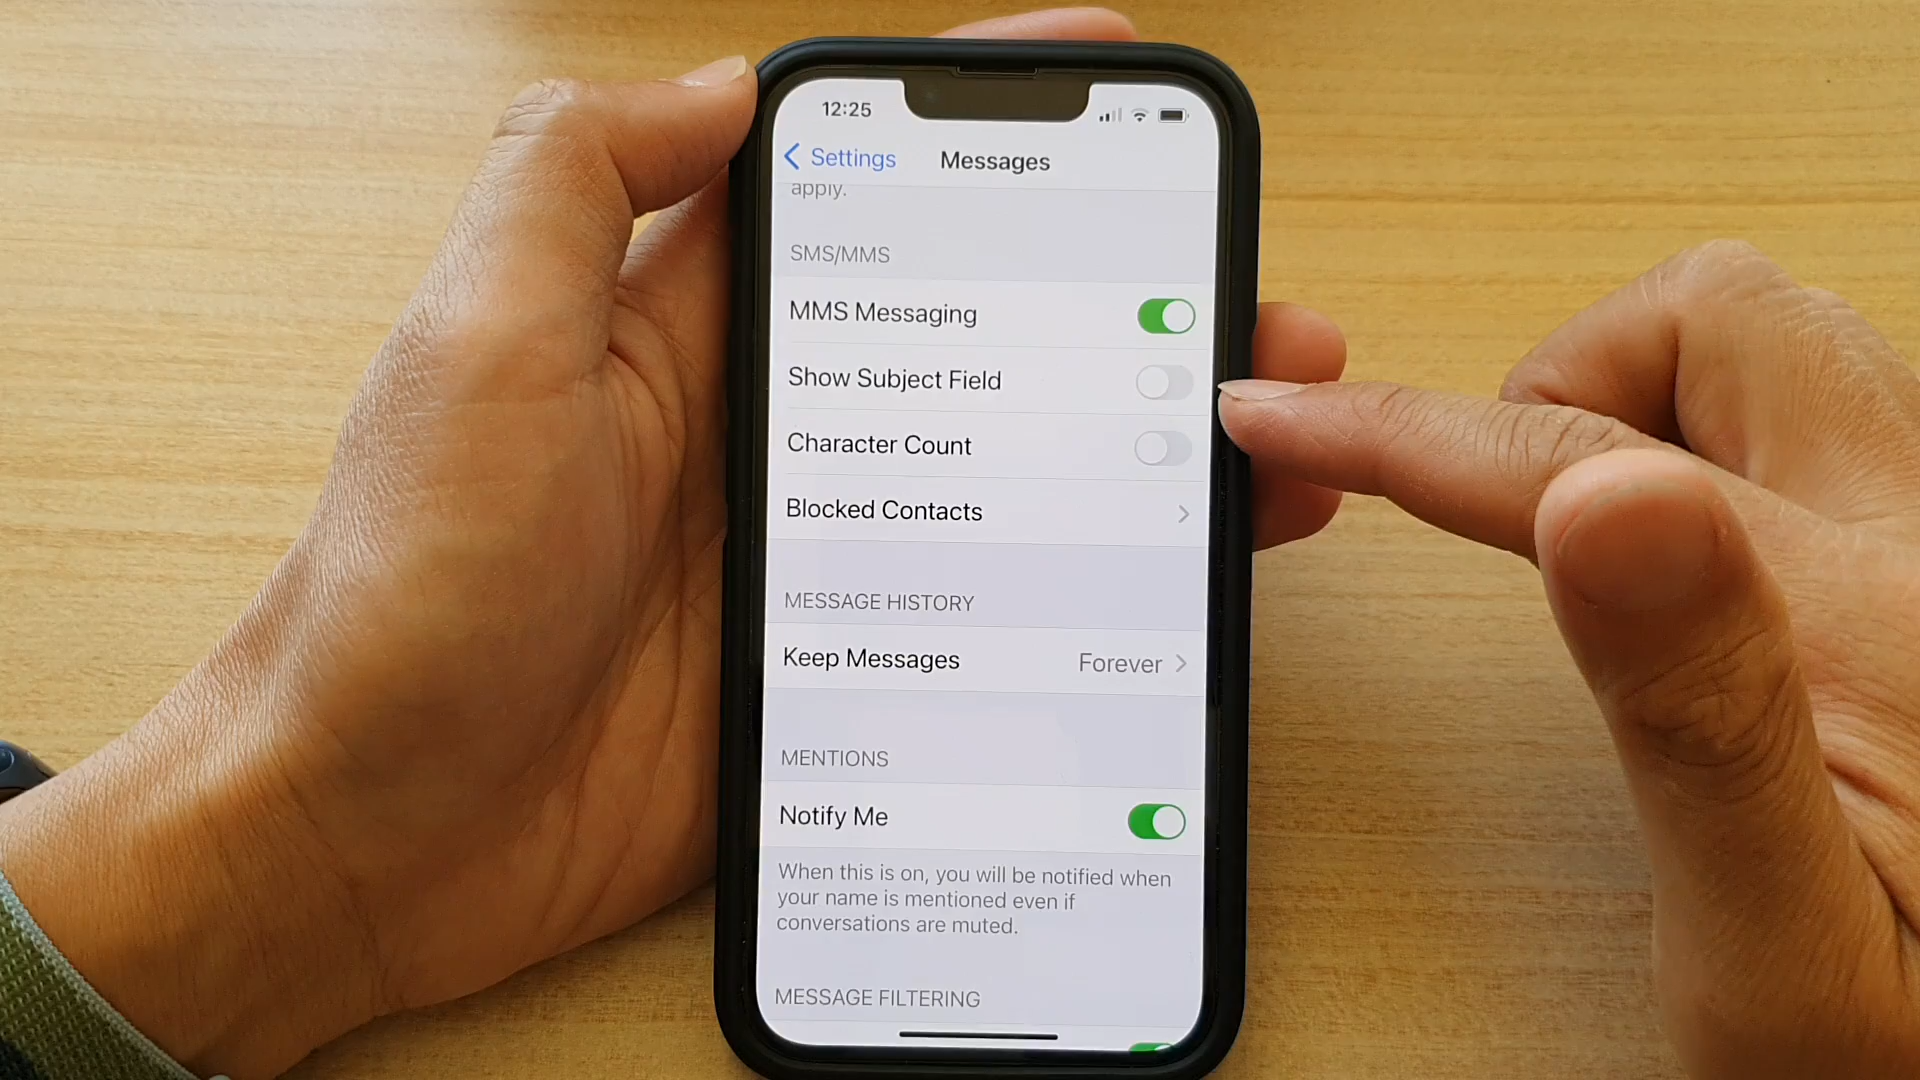 12:25
Settings
Messages
apply.
SMS/MMS
MMS Messaging
Show Subject Field
Character Count
Blocked Contacts
MESSAGE HISTORY
Keep Messages Forever
MENTIONS
Notify Me
When this is on, you will be notified when
your name is mentioned even if
conversations are muted.
MESSAGE FILTERING